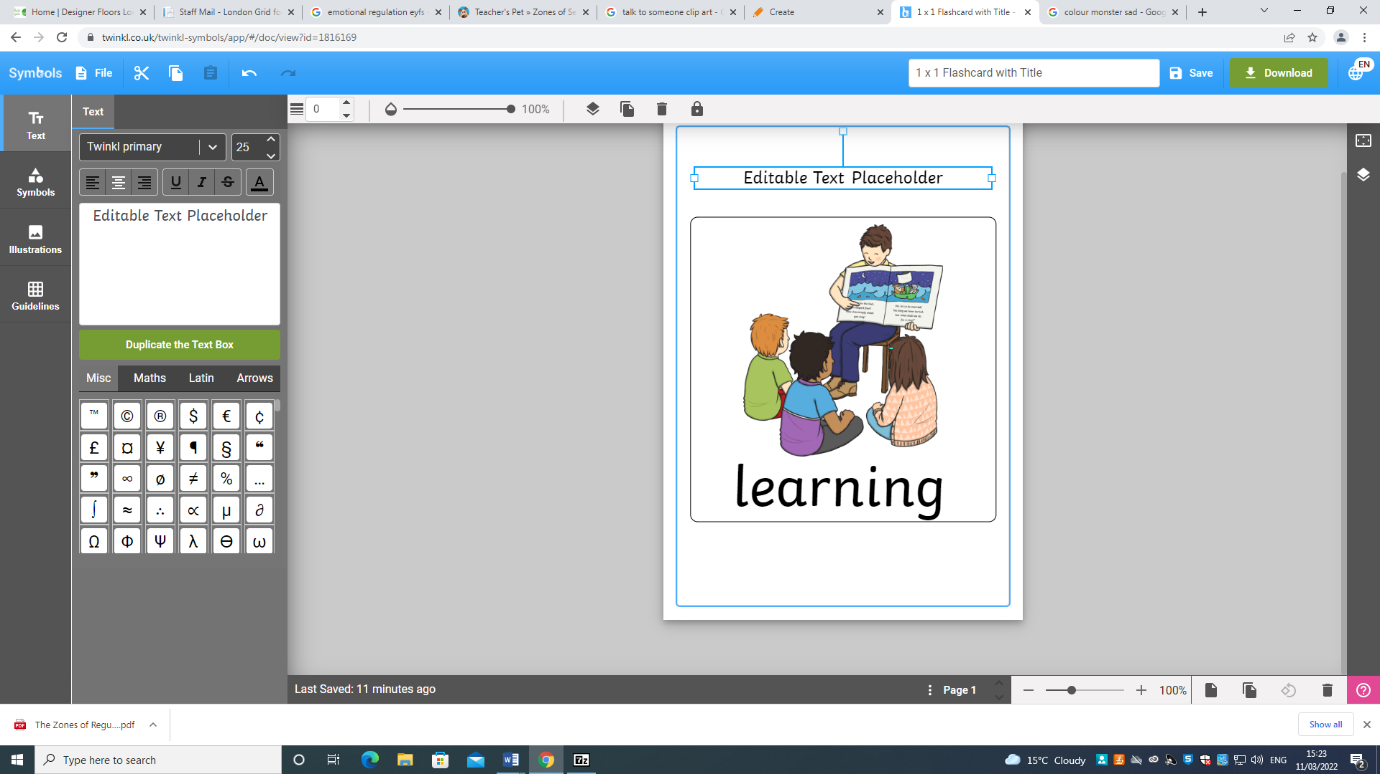 Home | Designer Floors Lo
Staff Mail - London Grid fo
emotional regulation eyfs
Teacher's Pet » Zones of Se
talk to someone clip art -
Create
1 x 1 Flashcard with Title -
colour monster sad - Goog
twinkl.co.uk/twinkl-symbols/app/#/doc/view?id=1816169
Symbols
File
1 x 1 Flashcard with Title
Save
Download
EN
Text
Text
0
100%
Twinkl primary
25
Symbols
U I S A
Editable Text Placeholder
Editable Text Placeholder
Illustrations
Guidelines
Duplicate the Text Box
Misc Maths Latin Arrows
™ © ® $ € ¢
£ ¤ ¥ ¶ § “
” ∞ ø ≠ % …
∫ ≈ ∴ ∝ µ ∂
Ω Φ Ψ λ Ө ω
learning
Last Saved: 11 minutes ago
Page 1
100%
The Zones of Regu....pdf
Show all
Type here to search
15°C Cloudy
ENG
15:23
11/03/2022
2